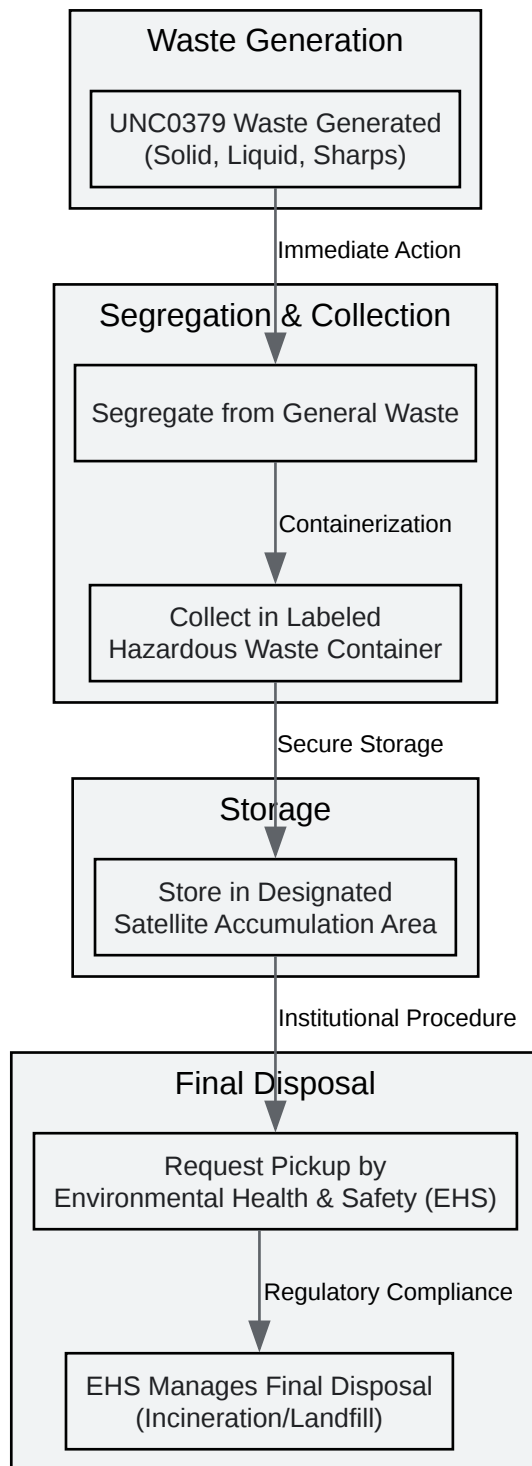 Waste Generation
UNC0379 Waste Generated
(Solid, Liquid, Sharps)
Immediate Action
Segregation & Collection
Segregate from General Waste
Containerization
Collect in Labeled
Hazardous Waste Container
Secure Storage
Storage
Store in Designated
Satellite Accumulation Area
Institutional Procedure
Final Disposal
Request Pickup by
Environmental Health & Safety (EHS)
Regulatory Compliance
EHS Manages Final Disposal
(Incineration/Landfill)